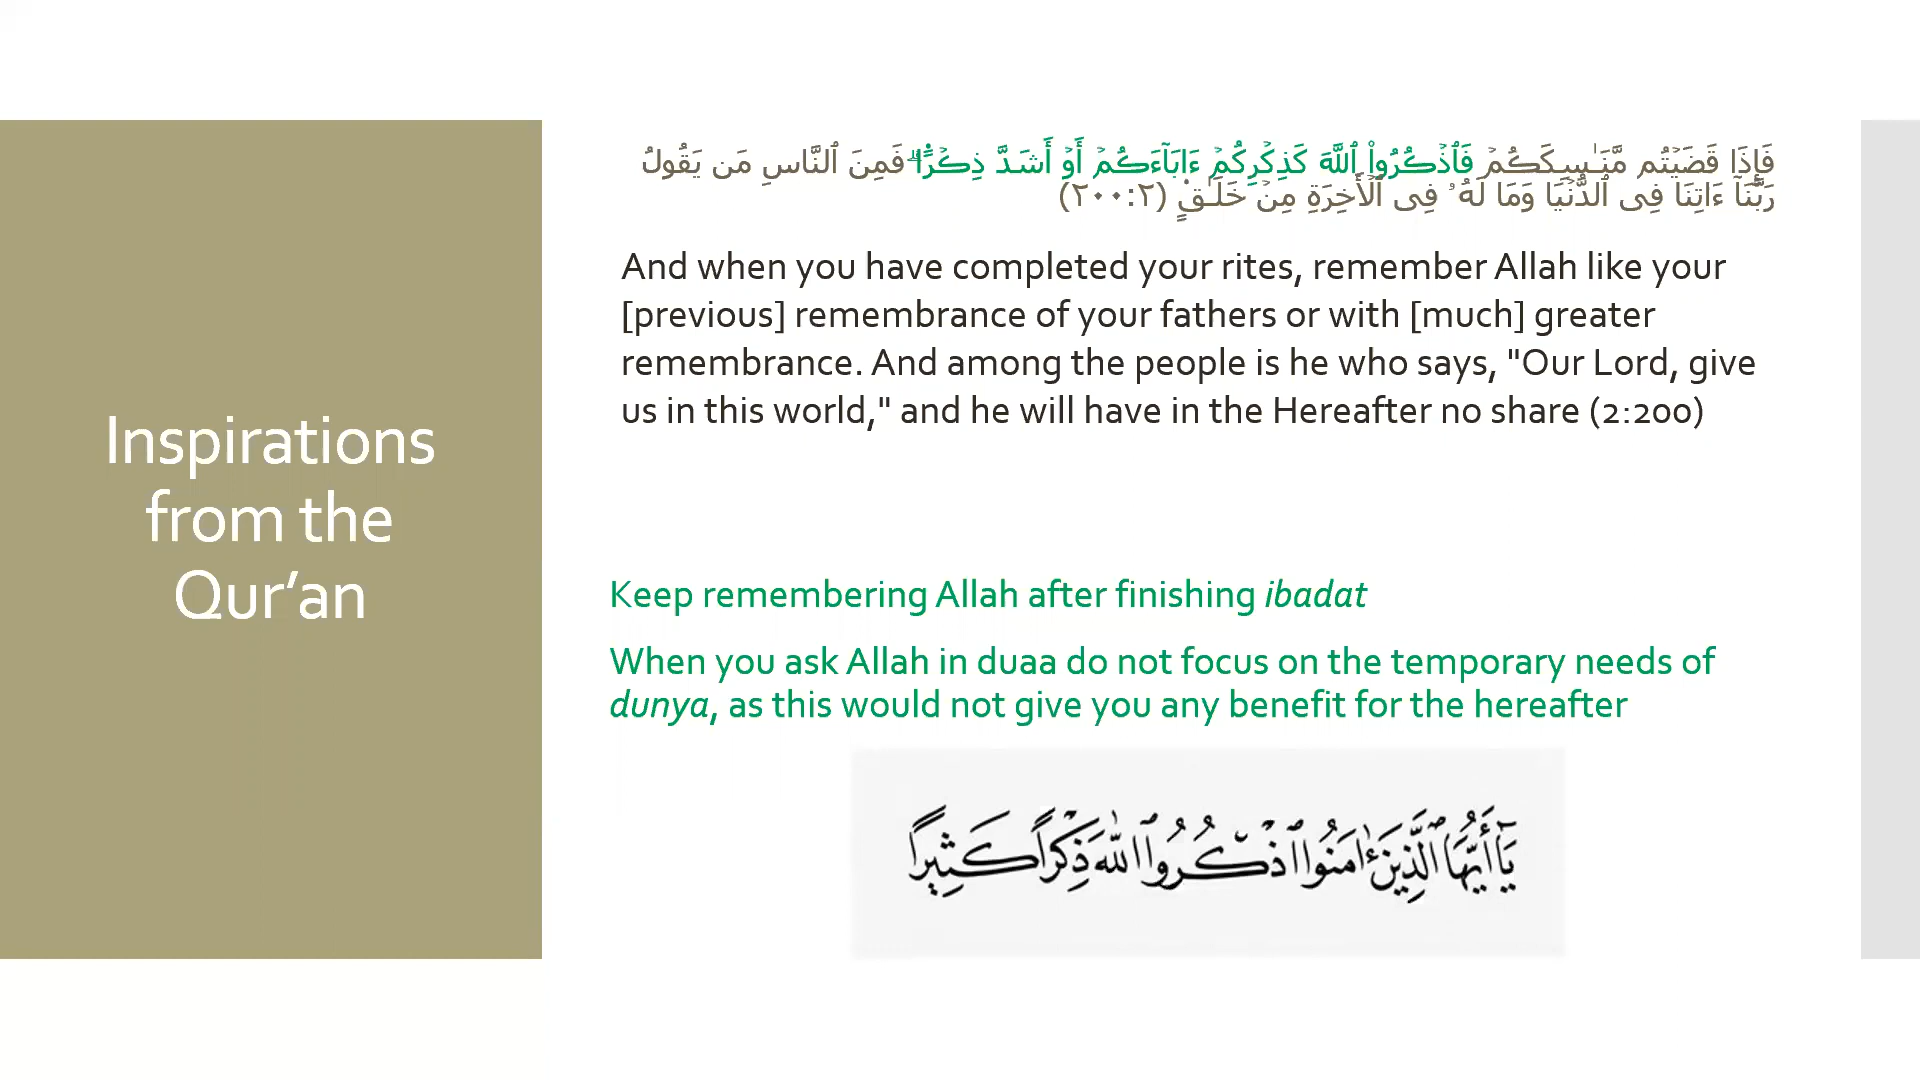 Inspirations
from the
Qur’an
فَإِذَا قَضَيۡتُم مَّنَـٰسِكَكُمۡ فَٱذۡكُرُواْ ٱللَّهَ كَذِكۡرِكُمۡ ءَابَآءَكُمۡ أَوۡ أَشَدَّ ذِكۡرًا‌ۗ فَمِنَ ٱلنَّاسِ مَن يَقُولُ
رَبَّنَآ ءَاتِنَا فِى ٱلدُّنۡيَا وَمَا لَهُ ۥ فِى ٱلۡأَخِرَةِ مِنۡ خَلَـٰقٍ۬ (٢٠٠:٢)
And when you have completed your rites, remember Allah like your
[previous] remembrance of your fathers or with [much] greater
remembrance. And among the people is he who says, "Our Lord, give
us in this world," and he will have in the Hereafter no share (2:200)
Keep remembering Allah after finishing ibadat
When you ask Allah in duaa do not focus on the temporary needs of
dunya, as this would not give you any benefit for the hereafter
يَٰٓأَيُّهَا ٱلَّذِينَ ءَامَنُوا۟ ٱذْكُرُوا۟ ٱللَّهَ ذِكْرًا كَثِيرًا